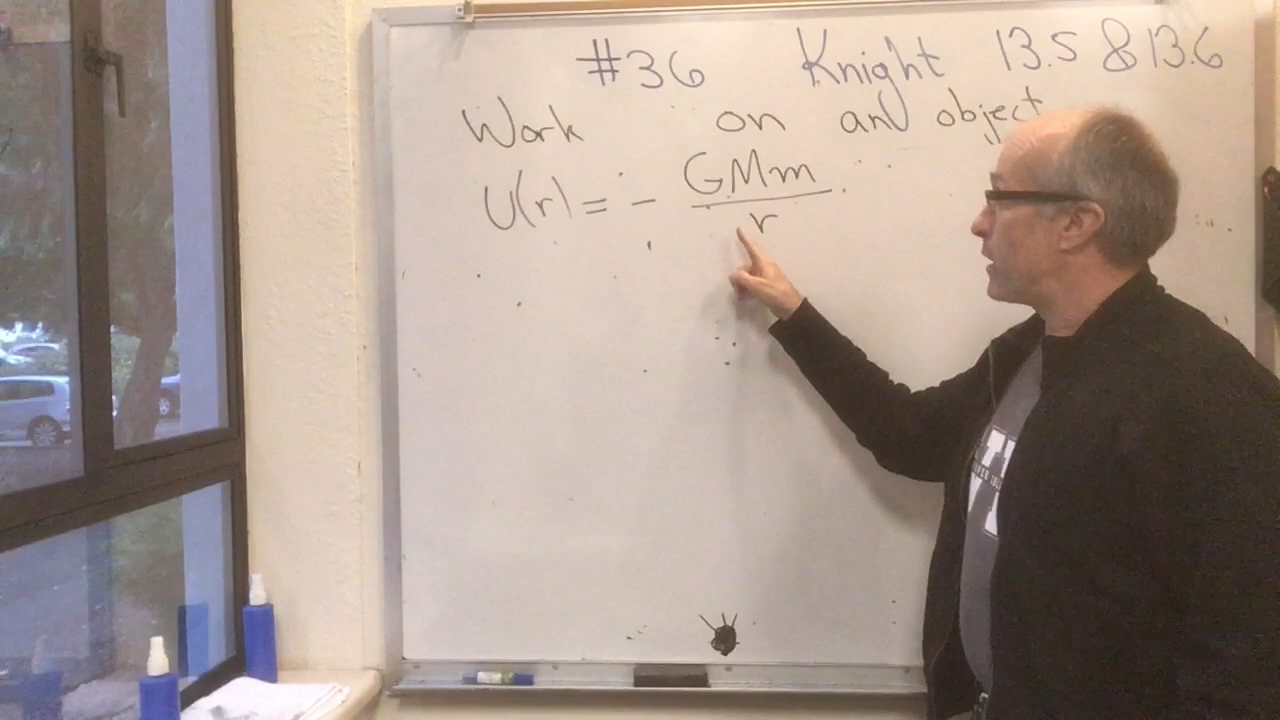 #36 Knight 13.5 & 13.6
Work on an object
U(r) = - GMm / r